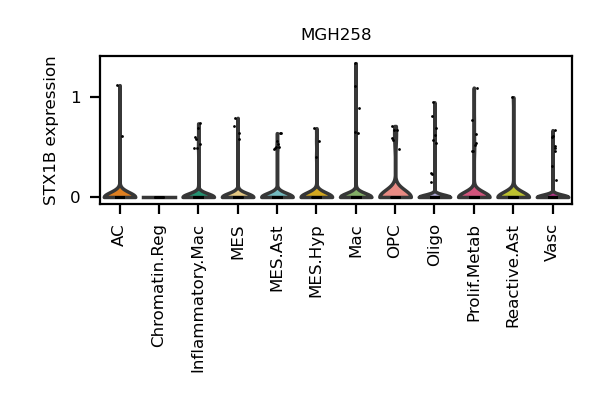 MGH258
STX1B expression
1
0
AC
Chromatin.Reg
Inflammatory.Mac
MES
MES.Ast
MES.Hyp
Mac
OPC
Oligo
Prolif.Metab
Reactive.Ast
Vasc